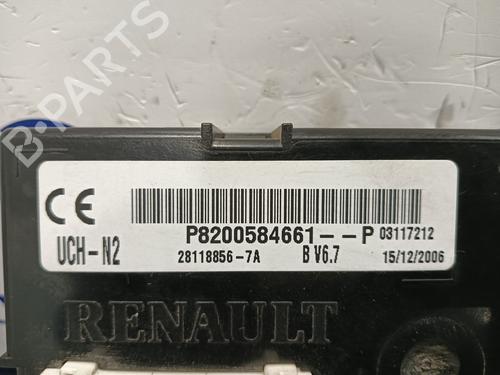 B-PARTS
CE
P8200584661--P 03117212
UCH-N2 28118856-7A B V6.7 15/12/2006
RENAULT